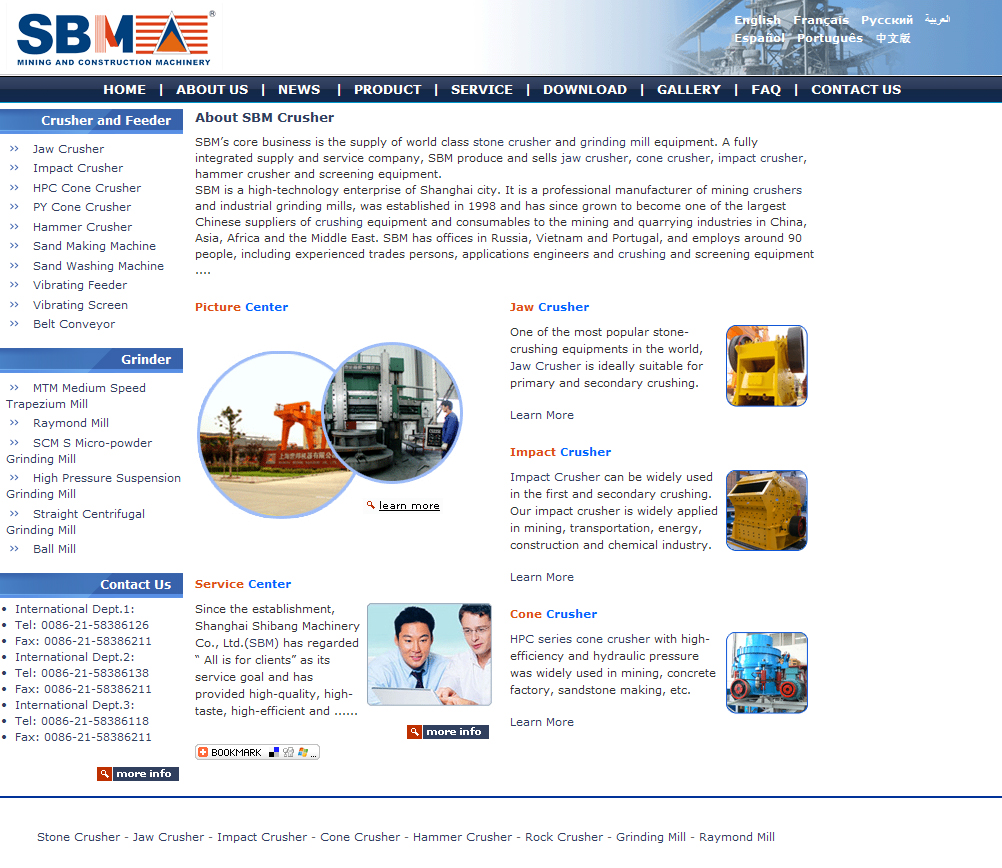 SBM
®
MINING AND CONSTRUCTION MACHINERY
English Français Русский العربية
Español Português 中文版
HOME | ABOUT US | NEWS | PRODUCT | SERVICE | DOWNLOAD | GALLERY | FAQ | CONTACT US
Crusher and Feeder
›› Jaw Crusher
›› Impact Crusher
›› HPC Cone Crusher
›› PY Cone Crusher
›› Hammer Crusher
›› Sand Making Machine
›› Sand Washing Machine
›› Vibrating Feeder
›› Vibrating Screen
›› Belt Conveyor
Grinder
›› MTM Medium Speed
Trapezium Mill
›› Raymond Mill
›› SCM S Micro-powder
Grinding Mill
›› High Pressure Suspension
Grinding Mill
›› Straight Centrifugal
Grinding Mill
›› Ball Mill
Contact Us
• International Dept.1:
• Tel: 0086-21-58386126
• Fax: 0086-21-58386211
• International Dept.2:
• Tel: 0086-21-58386138
• Fax: 0086-21-58386211
• International Dept.3:
• Tel: 0086-21-58386118
• Fax: 0086-21-58386211
more info
About SBM Crusher
SBM’s core business is the supply of world class stone crusher and grinding mill equipment. A fully
integrated supply and service company, SBM produce and sells jaw crusher, cone crusher, impact crusher,
hammer crusher and screening equipment.
SBM is a high-technology enterprise of Shanghai city. It is a professional manufacturer of mining crushers
and industrial grinding mills, was established in 1998 and has since grown to become one of the largest
Chinese suppliers of crushing equipment and consumables to the mining and quarrying industries in China,
Asia, Africa and the Middle East. SBM has offices in Russia, Vietnam and Portugal, and employs around 90
people, including experienced trades persons, applications engineers and crushing and screening equipment
....
Picture Center
learn more
Service Center
Since the establishment,
Shanghai Shibang Machinery
Co., Ltd.(SBM) has regarded
“ All is for clients” as its
service goal and has
provided high-quality, high-
taste, high-efficient and ......
more info
BOOKMARK ...
Jaw Crusher
One of the most popular stone-
crushing equipments in the world,
Jaw Crusher is ideally suitable for
primary and secondary crushing.
Learn More
Impact Crusher
Impact Crusher can be widely used
in the first and secondary crushing.
Our impact crusher is widely applied
in mining, transportation, energy,
construction and chemical industry.
Learn More
Cone Crusher
HPC series cone crusher with high-
efficiency and hydraulic pressure
was widely used in mining, concrete
factory, sandstone making, etc.
Learn More
Stone Crusher - Jaw Crusher - Impact Crusher - Cone Crusher - Hammer Crusher - Rock Crusher - Grinding Mill - Raymond Mill